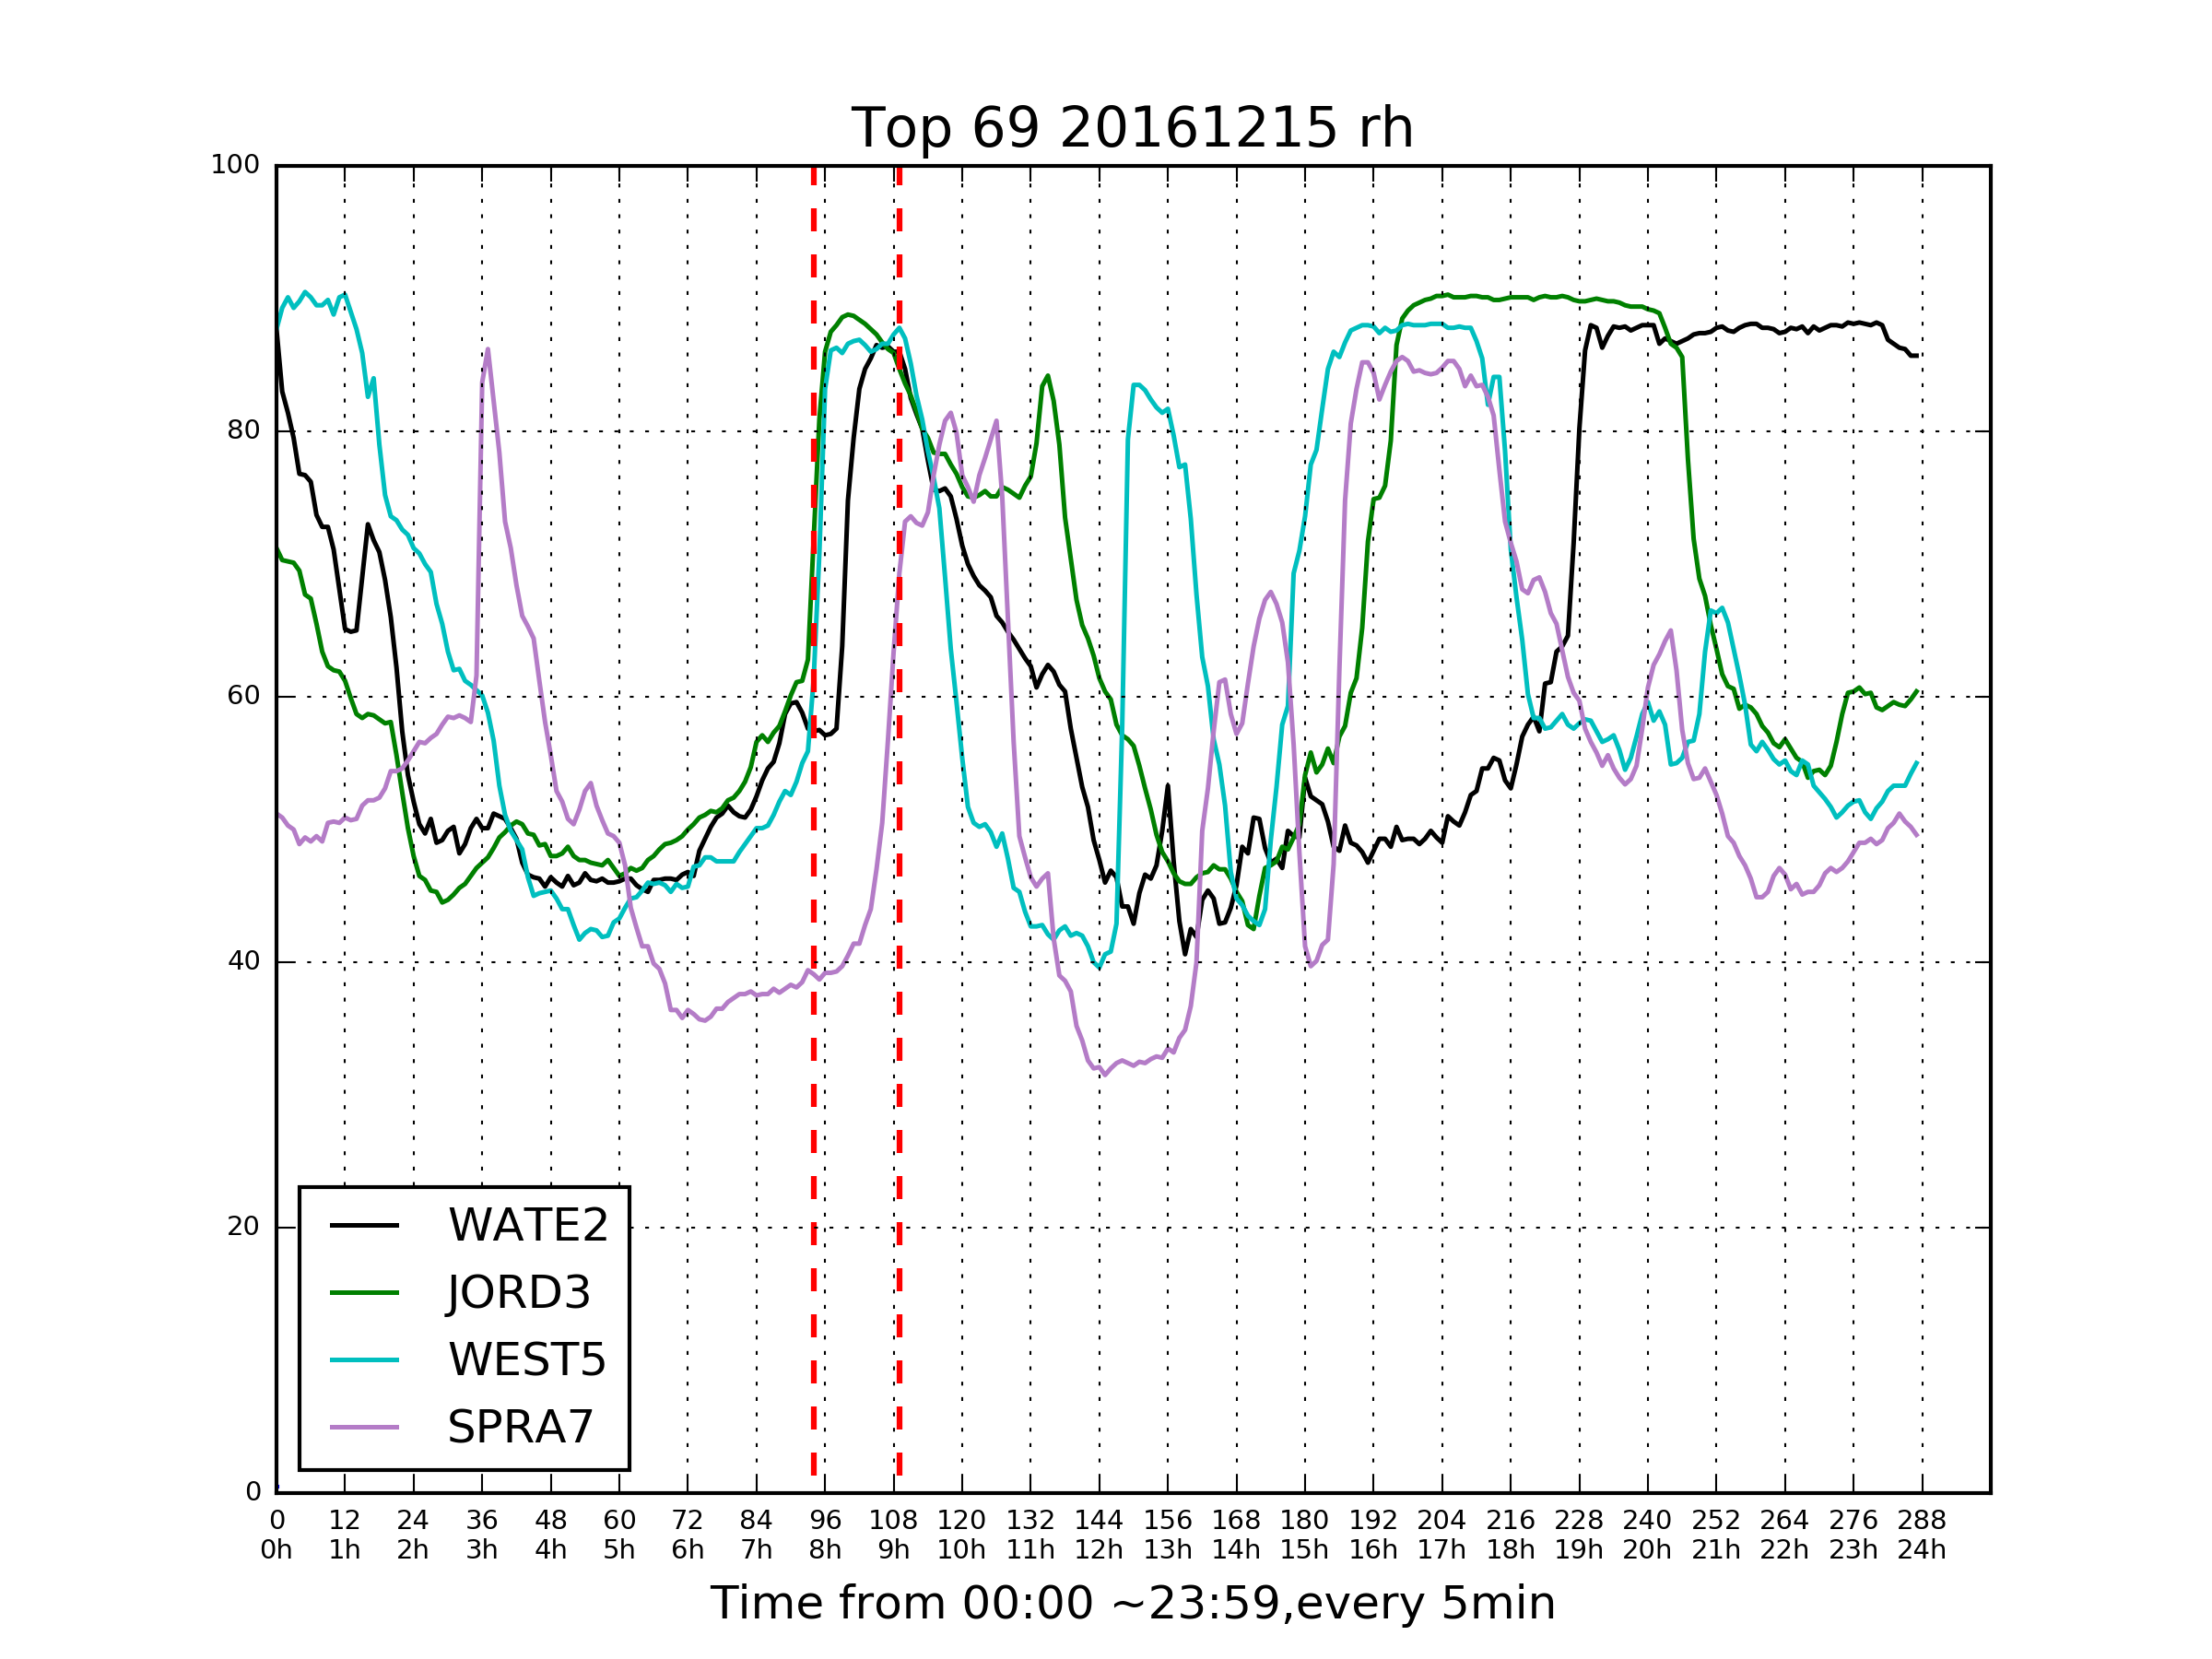 Top 69 20161215 rh
100
80
60
40
20
0
WATE2
JORD3
WEST5
SPRA7
0 12 24 36 48 60 72 84 96 108 120 132 144 156 168 180 192 204 216 228 240 252 264 276 288
0h 1h 2h 3h 4h 5h 6h 7h 8h 9h 10h 11h 12h 13h 14h 15h 16h 17h 18h 19h 20h 21h 22h 23h 24h
Time from 00:00 ~23:59,every 5min